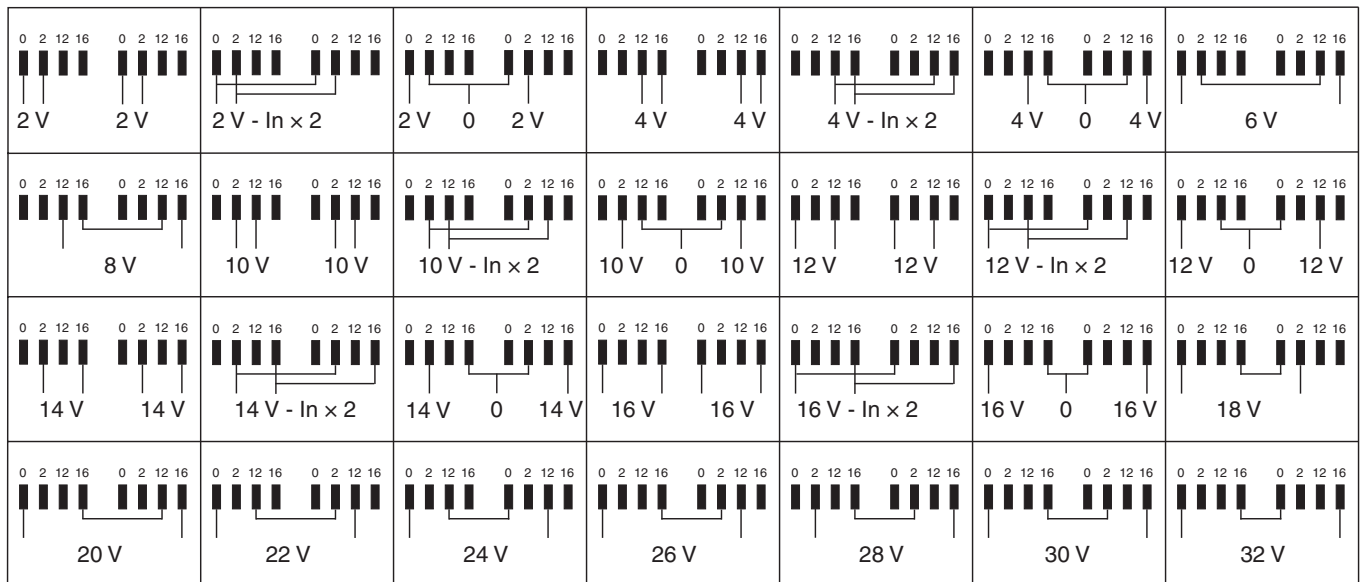 0 2 12 16 0 2 12 16
2 V 2 V
0 2 12 16 0 2 12 16
2 V - In × 2
0 2 12 16 0 2 12 16
2 V 0 2 V
0 2 12 16 0 2 12 16
4 V 4 V
0 2 12 16 0 2 12 16
4 V - In × 2
0 2 12 16 0 2 12 16
4 V 0 4 V
0 2 12 16 0 2 12 16
6 V
0 2 12 16 0 2 12 16
8 V
0 2 12 16 0 2 12 16
10 V 10 V
0 2 12 16 0 2 12 16
10 V - In × 2
0 2 12 16 0 2 12 16
10 V 0 10 V
0 2 12 16 0 2 12 16
12 V 12 V
0 2 12 16 0 2 12 16
12 V - In × 2
0 2 12 16 0 2 12 16
12 V 0 12 V
0 2 12 16 0 2 12 16
14 V 14 V
0 2 12 16 0 2 12 16
14 V - In × 2
0 2 12 16 0 2 12 16
14 V 0 14 V
0 2 12 16 0 2 12 16
16 V 16 V
0 2 12 16 0 2 12 16
16 V - In × 2
0 2 12 16 0 2 12 16
16 V 0 16 V
0 2 12 16 0 2 12 16
18 V
0 2 12 16 0 2 12 16
20 V
0 2 12 16 0 2 12 16
22 V
0 2 12 16 0 2 12 16
24 V
0 2 12 16 0 2 12 16
26 V
0 2 12 16 0 2 12 16
28 V
0 2 12 16 0 2 12 16
30 V
0 2 12 16 0 2 12 16
32 V